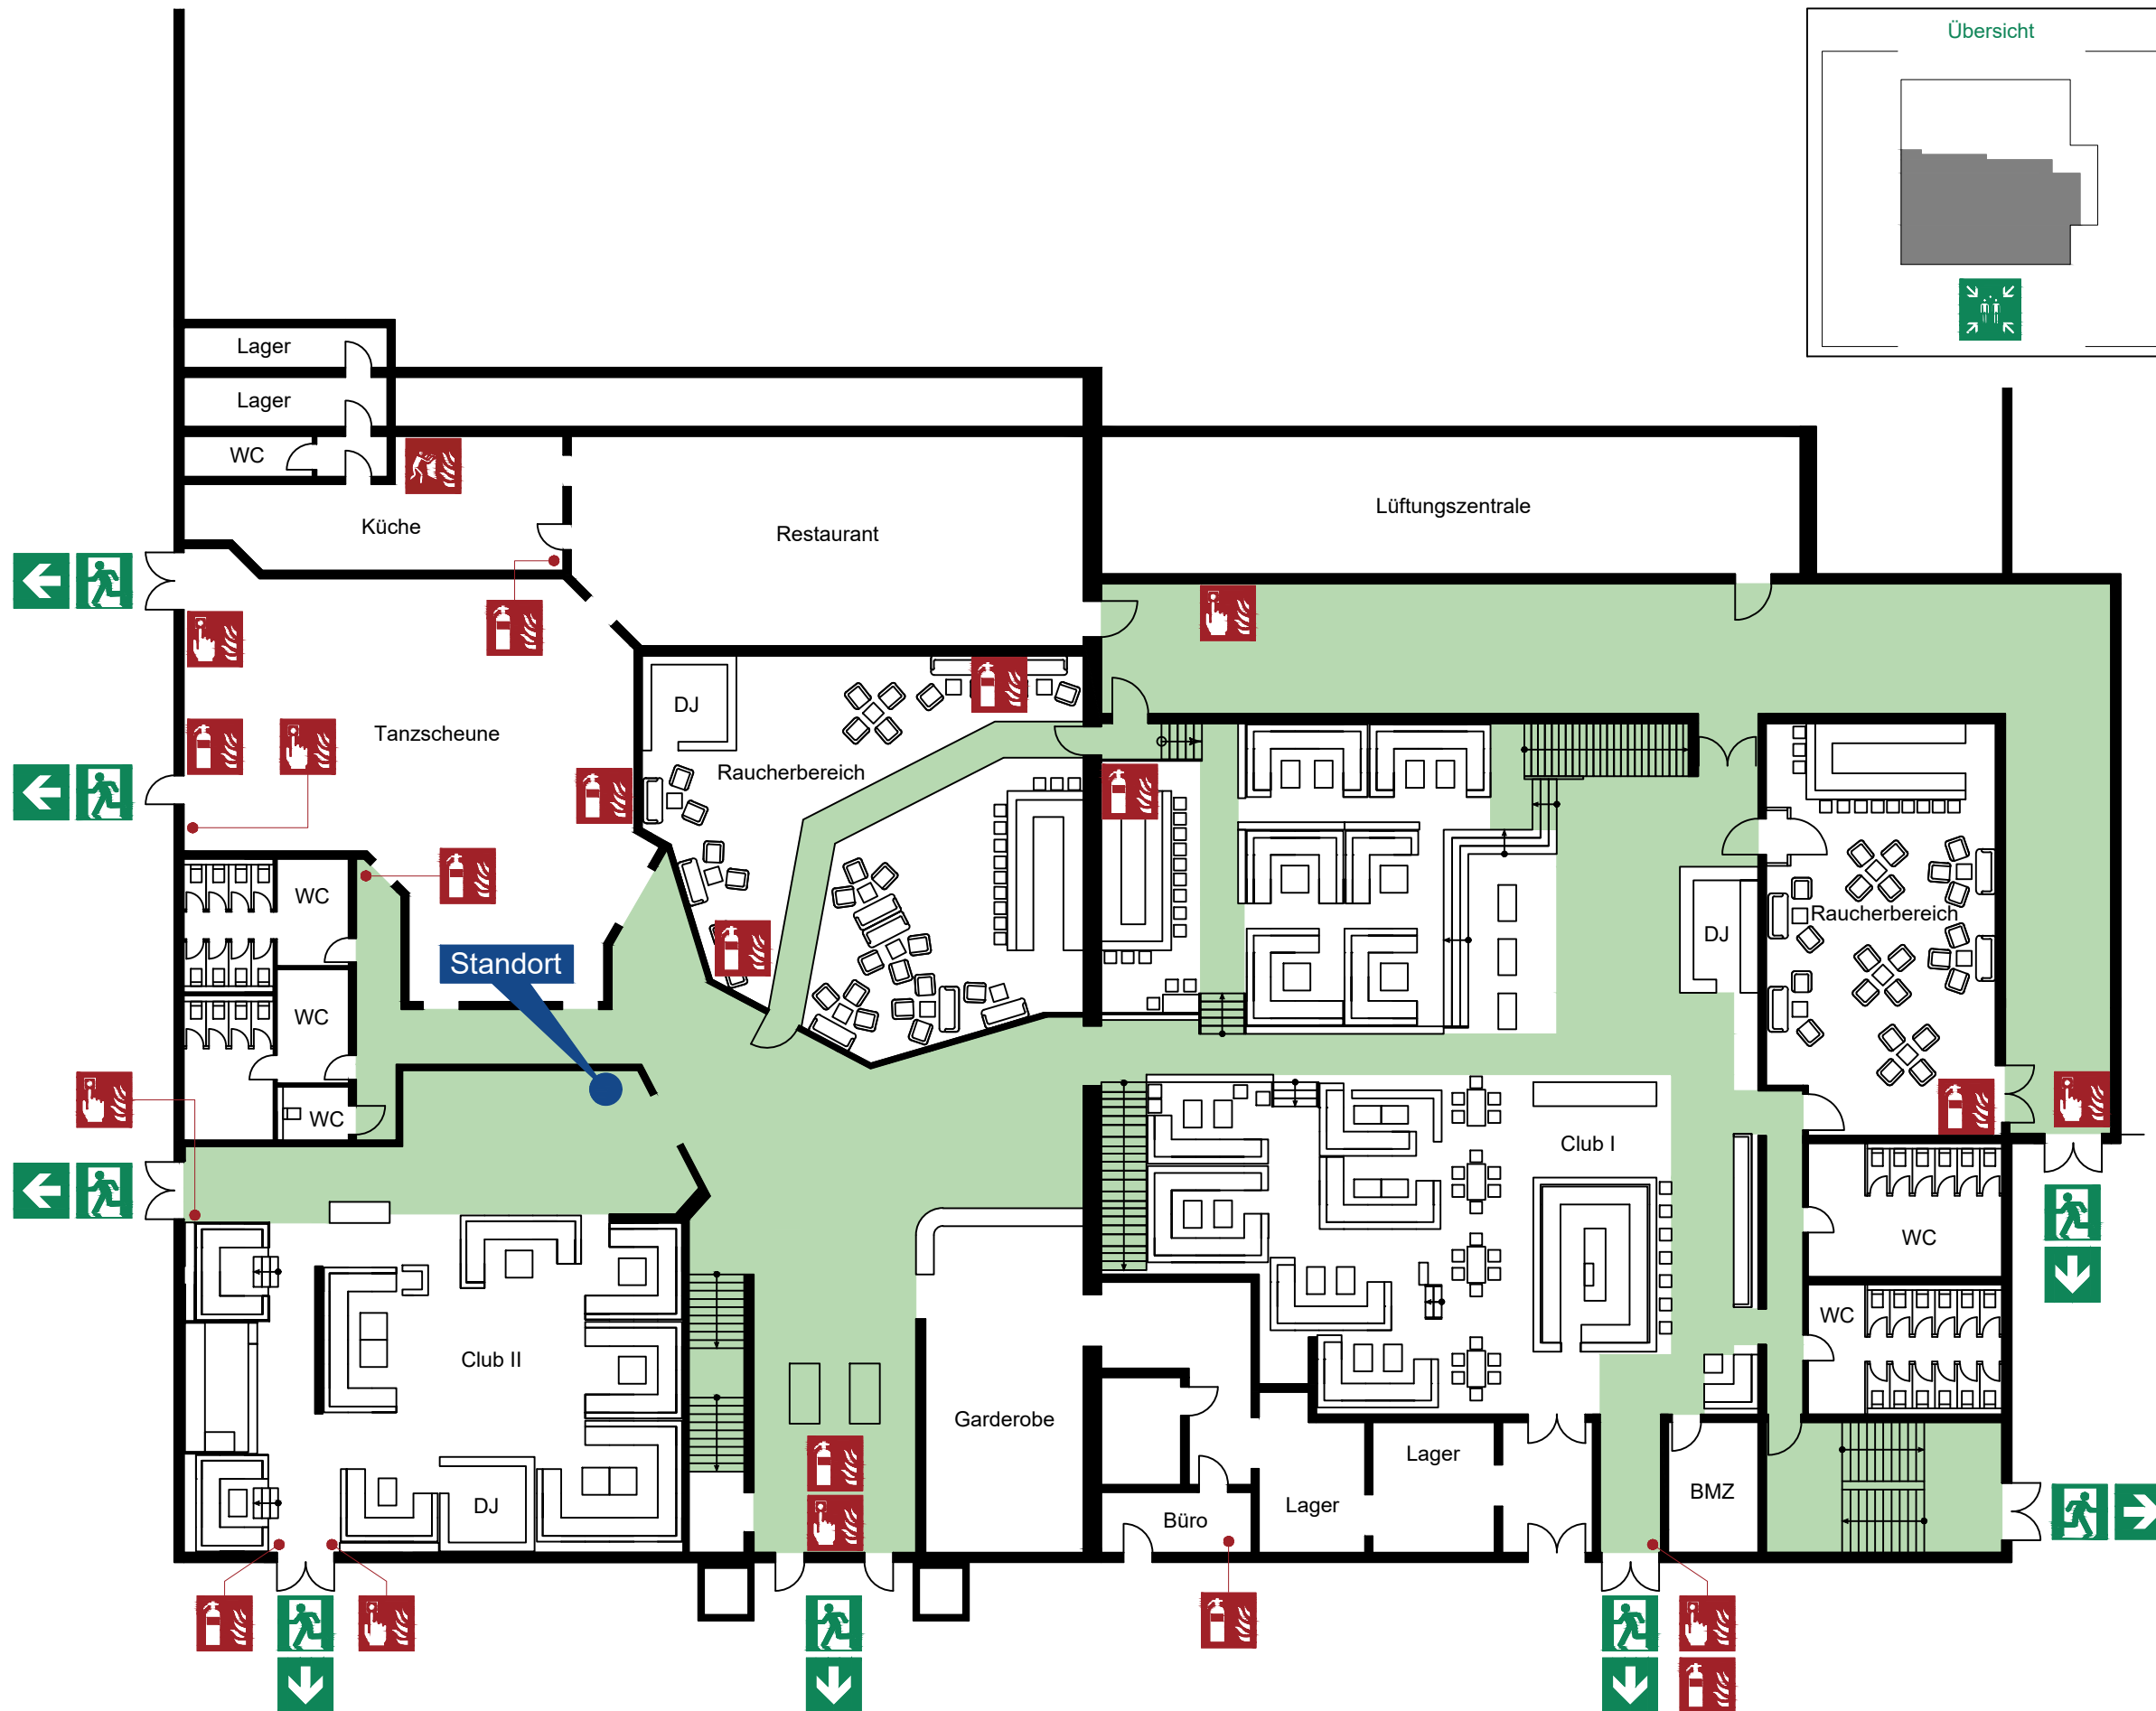 Übersicht
Lager
Lager
WC
Küche
Restaurant
Lüftungszentrale
DJ
Tanzscheune
Raucherbereich
WC
Raucherbereich
DJ
Standort
WC
WC
Club I
WC
WC
Club II
Garderobe
Lager
DJ
BMZ
Lager
Büro